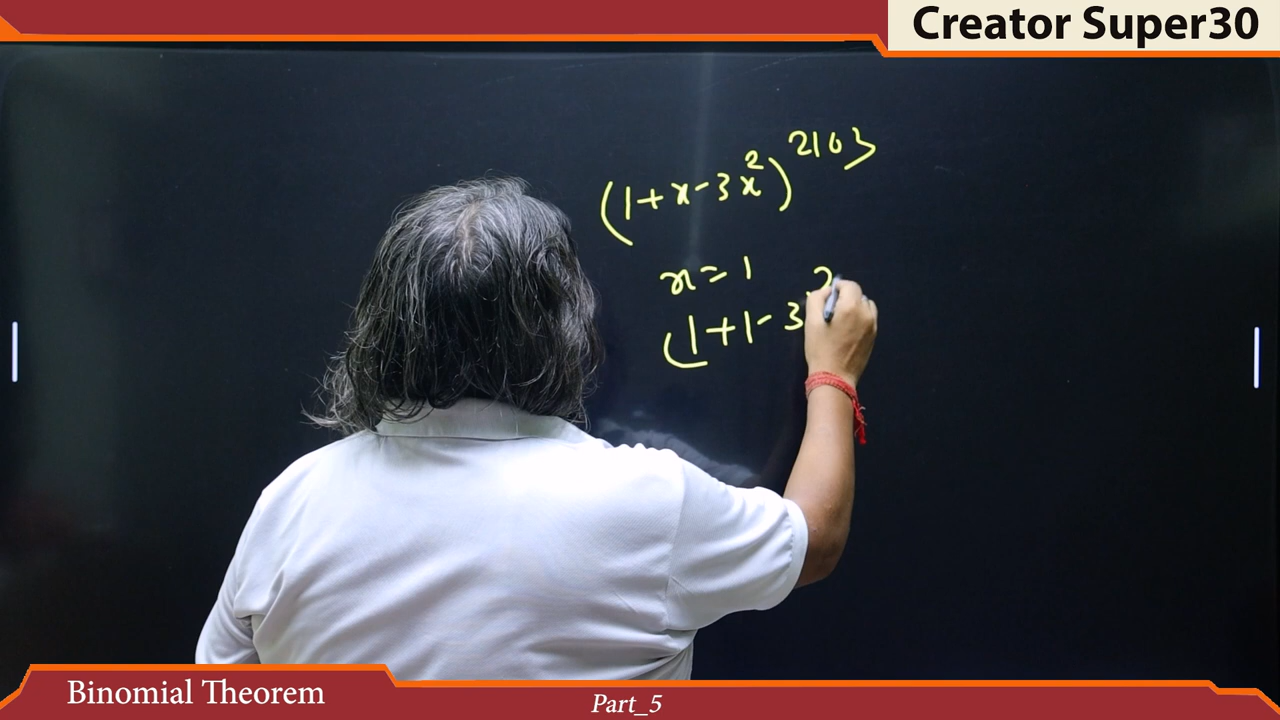 Creator Super30
(1+x-3x²)^2163
x=1
(1+1-3
Binomial Theorem
Part_5